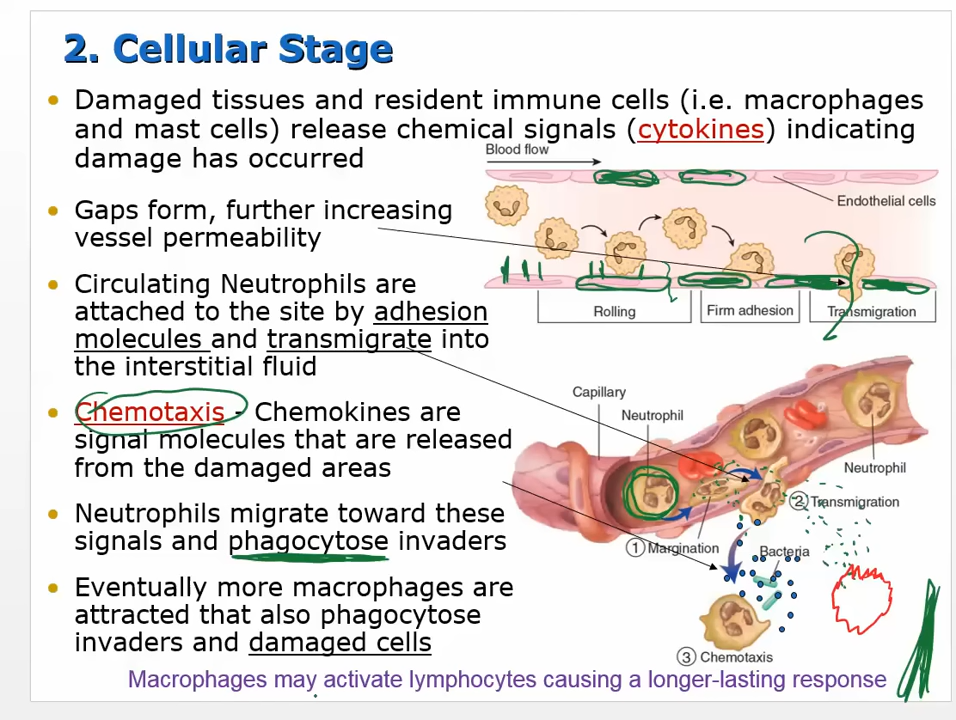 2. Cellular Stage
• Damaged tissues and resident immune cells (i.e. macrophages
and mast cells) release chemical signals (cytokines) indicating
damage has occurred
• Gaps form, further increasing
vessel permeability
• Circulating Neutrophils are
attached to the site by adhesion
molecules and transmigrate into
the interstitial fluid
• Chemotaxis - Chemokines are
signal molecules that are released
from the damaged areas
• Neutrophils migrate toward these
signals and phagocytose invaders
• Eventually more macrophages are
attracted that also phagocytose
invaders and damaged cells
Macrophages may activate lymphocytes causing a longer-lasting response
Blood flow
Endothelial cells
Rolling
Firm adhesion
Transmigration
Capillary
Neutrophil
Neutrophil
② Transmigration
① Margination
Bacteria
③ Chemotaxis